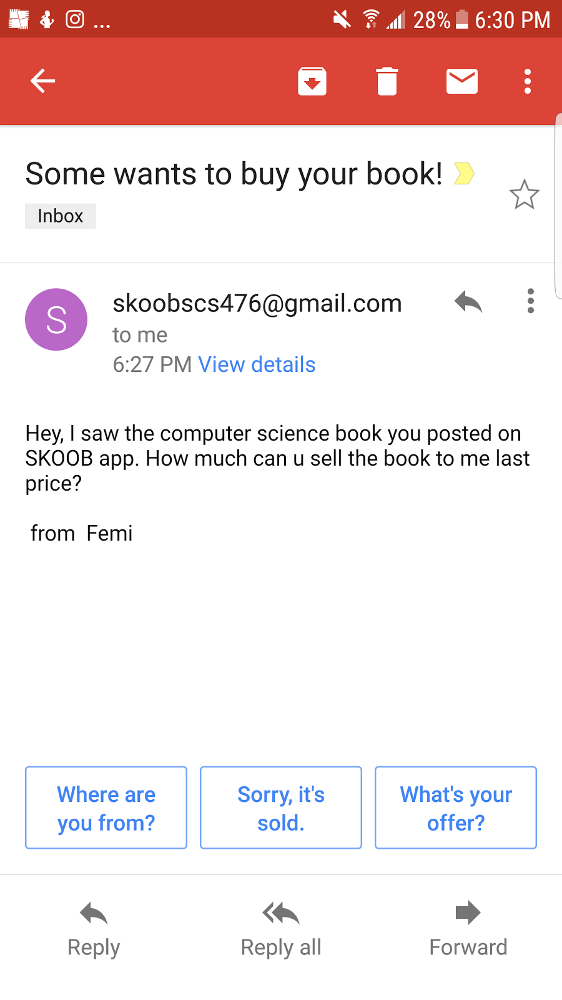 ... 28% 6:30 PM
Some wants to buy your book!
Inbox
S
skoobscs476@gmail.com
to me
6:27 PM View details
Hey, I saw the computer science book you posted on
SKOOB app. How much can u sell the book to me last
price?
from Femi
Where are
you from?
Sorry, it's
sold.
What's your
offer?
Reply
Reply all
Forward